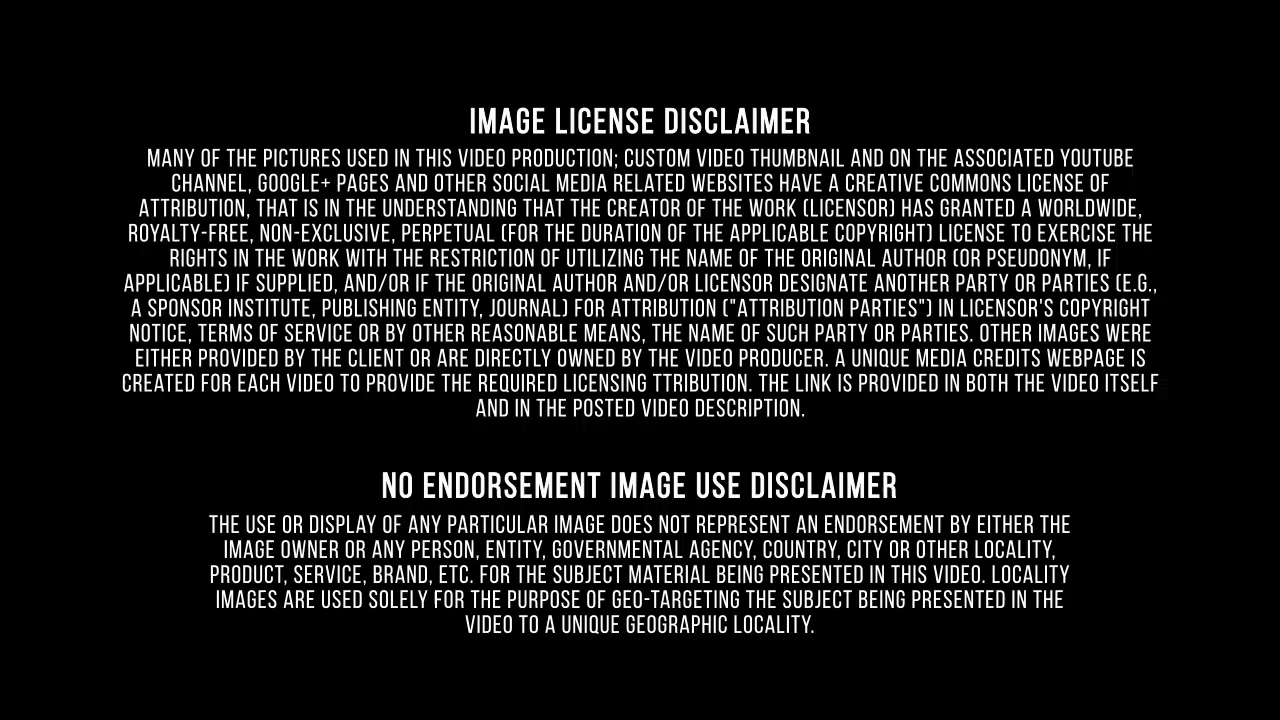 IMAGE LICENSE DISCLAIMER
MANY OF THE PICTURES USED IN THIS VIDEO PRODUCTION; CUSTOM VIDEO THUMBNAIL AND ON THE ASSOCIATED YOUTUBE
CHANNEL, GOOGLE+ PAGES AND OTHER SOCIAL MEDIA RELATED WEBSITES HAVE A CREATIVE COMMONS LICENSE OF
ATTRIBUTION, THAT IS IN THE UNDERSTANDING THAT THE CREATOR OF THE WORK (LICENSOR) HAS GRANTED A WORLDWIDE,
ROYALTY-FREE, NON-EXCLUSIVE, PERPETUAL (FOR THE DURATION OF THE APPLICABLE COPYRIGHT) LICENSE TO EXERCISE THE
RIGHTS IN THE WORK WITH THE RESTRICTION OF UTILIZING THE NAME OF THE ORIGINAL AUTHOR (OR PSEUDONYM, IF
APPLICABLE) IF SUPPLIED, AND/OR IF THE ORIGINAL AUTHOR AND/OR LICENSOR DESIGNATE ANOTHER PARTY OR PARTIES (E.G.,
A SPONSOR INSTITUTE, PUBLISHING ENTITY, JOURNAL) FOR ATTRIBUTION ("ATTRIBUTION PARTIES") IN LICENSOR'S COPYRIGHT
NOTICE, TERMS OF SERVICE OR BY OTHER REASONABLE MEANS, THE NAME OF SUCH PARTY OR PARTIES. OTHER IMAGES WERE
EITHER PROVIDED BY THE CLIENT OR ARE DIRECTLY OWNED BY THE VIDEO PRODUCER. A UNIQUE MEDIA CREDITS WEBPAGE IS
CREATED FOR EACH VIDEO TO PROVIDE THE REQUIRED LICENSING TTRIBUTION. THE LINK IS PROVIDED IN BOTH THE VIDEO ITSELF
AND IN THE POSTED VIDEO DESCRIPTION.
NO ENDORSEMENT IMAGE USE DISCLAIMER
THE USE OR DISPLAY OF ANY PARTICULAR IMAGE DOES NOT REPRESENT AN ENDORSEMENT BY EITHER THE
IMAGE OWNER OR ANY PERSON, ENTITY, GOVERNMENTAL AGENCY, COUNTRY, CITY OR OTHER LOCALITY,
PRODUCT, SERVICE, BRAND, ETC. FOR THE SUBJECT MATERIAL BEING PRESENTED IN THIS VIDEO. LOCALITY
IMAGES ARE USED SOLELY FOR THE PURPOSE OF GEO-TARGETING THE SUBJECT BEING PRESENTED IN THE
VIDEO TO A UNIQUE GEOGRAPHIC LOCALITY.